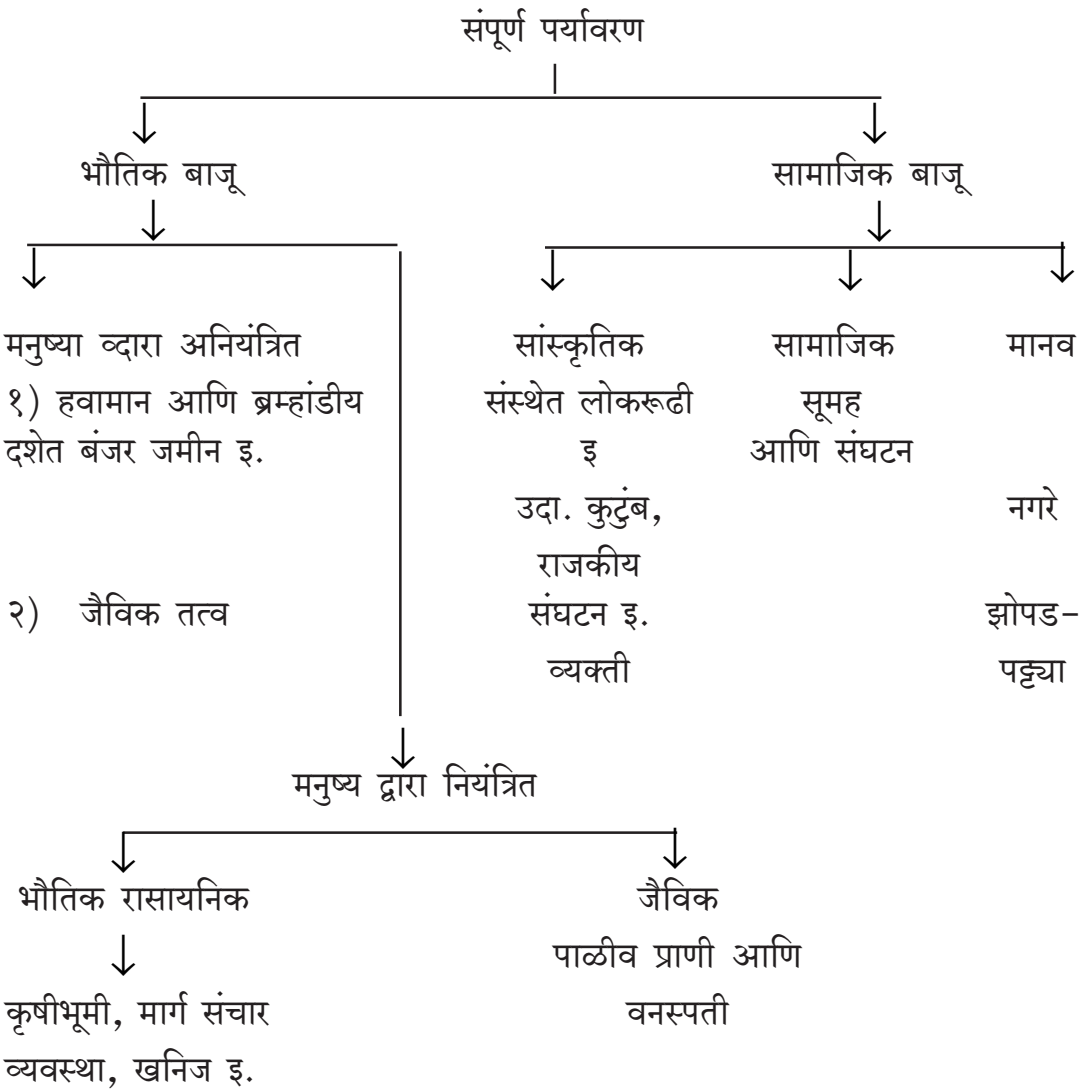 संपूर्ण पर्यावरण
भौतिक बाजू
सामाजिक बाजू
मनुष्या व्दारा अनियंत्रित
१) हवामान आणि ब्रम्हांडीय
दशेत बंजर जमीन इ.
२) जैविक तत्व
सांस्कृतिक
संस्थेत लोकरूढी
इ
उदा. कुटुंब,
राजकीय
संघटन इ.
व्यक्ती
सामाजिक
सूमह
आणि संघटन
मानव
नगरे
झोपड-
पट्ट्या
मनुष्य द्वारा नियंत्रित
भौतिक रासायनिक
कृषीभूमी, मार्ग संचार
व्यवस्था, खनिज इ.
जैविक
पाळीव प्राणी आणि
वनस्पती